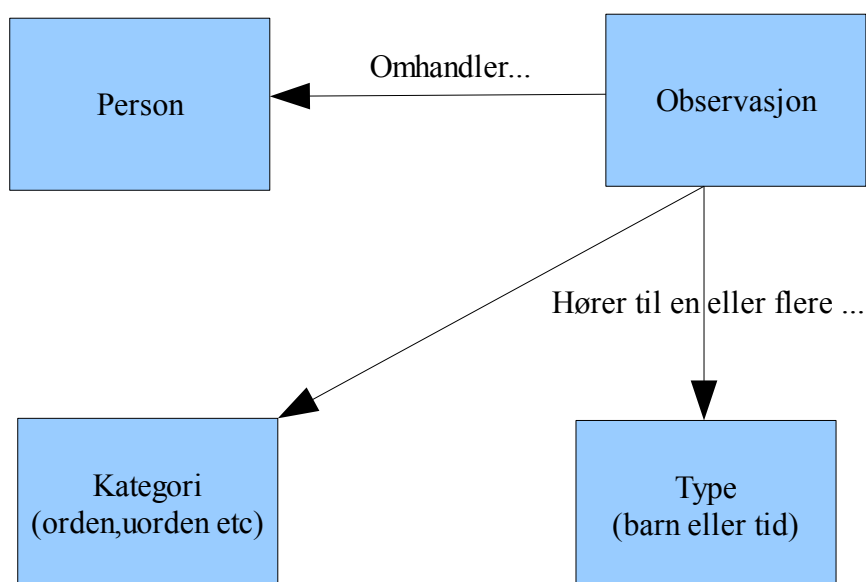 Omhandler...
Person
Observasjon
Hører til en eller flere ...
Kategori
(orden,uorden etc)
Type
(barn eller tid)